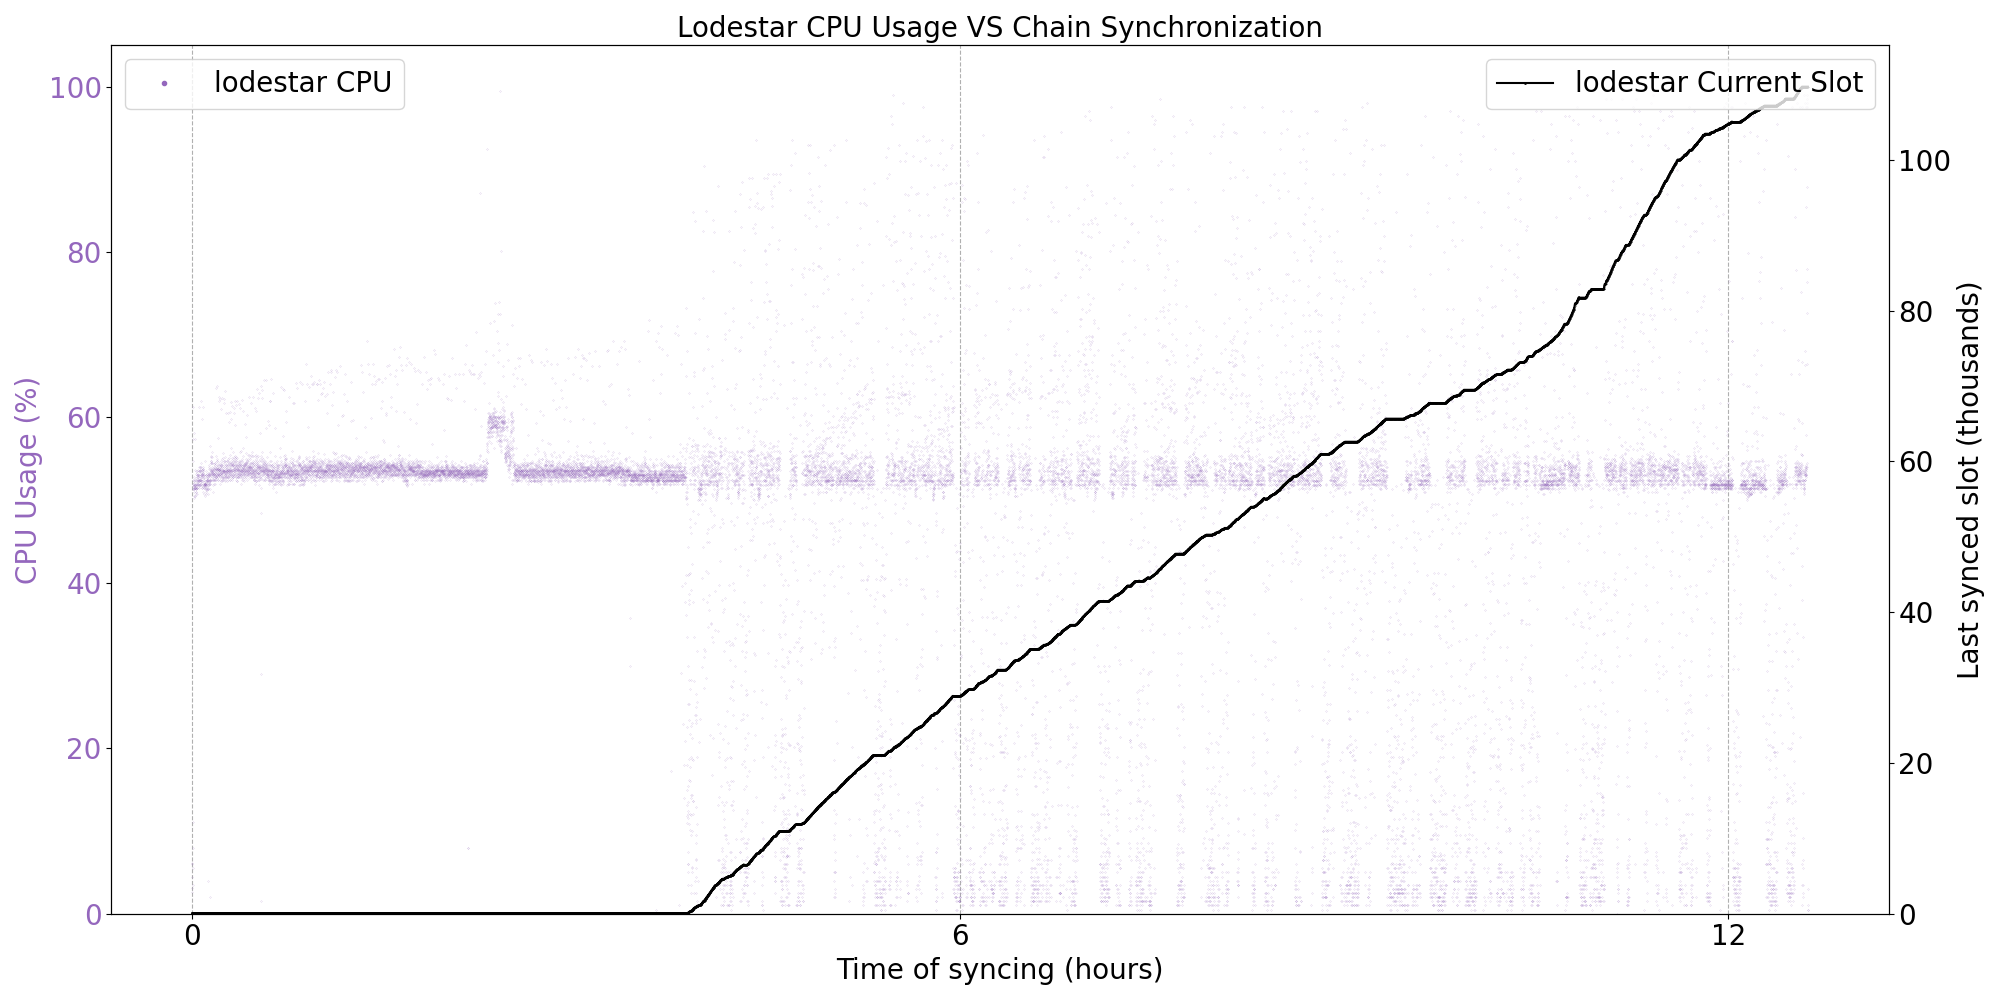 Lodestar CPU Usage VS Chain Synchronization
lodestar CPU
lodestar Current Slot
CPU Usage (%)
100
80
60
40
20
0
Last synced slot (thousands)
100
80
60
40
20
0
0 6 12
Time of syncing (hours)